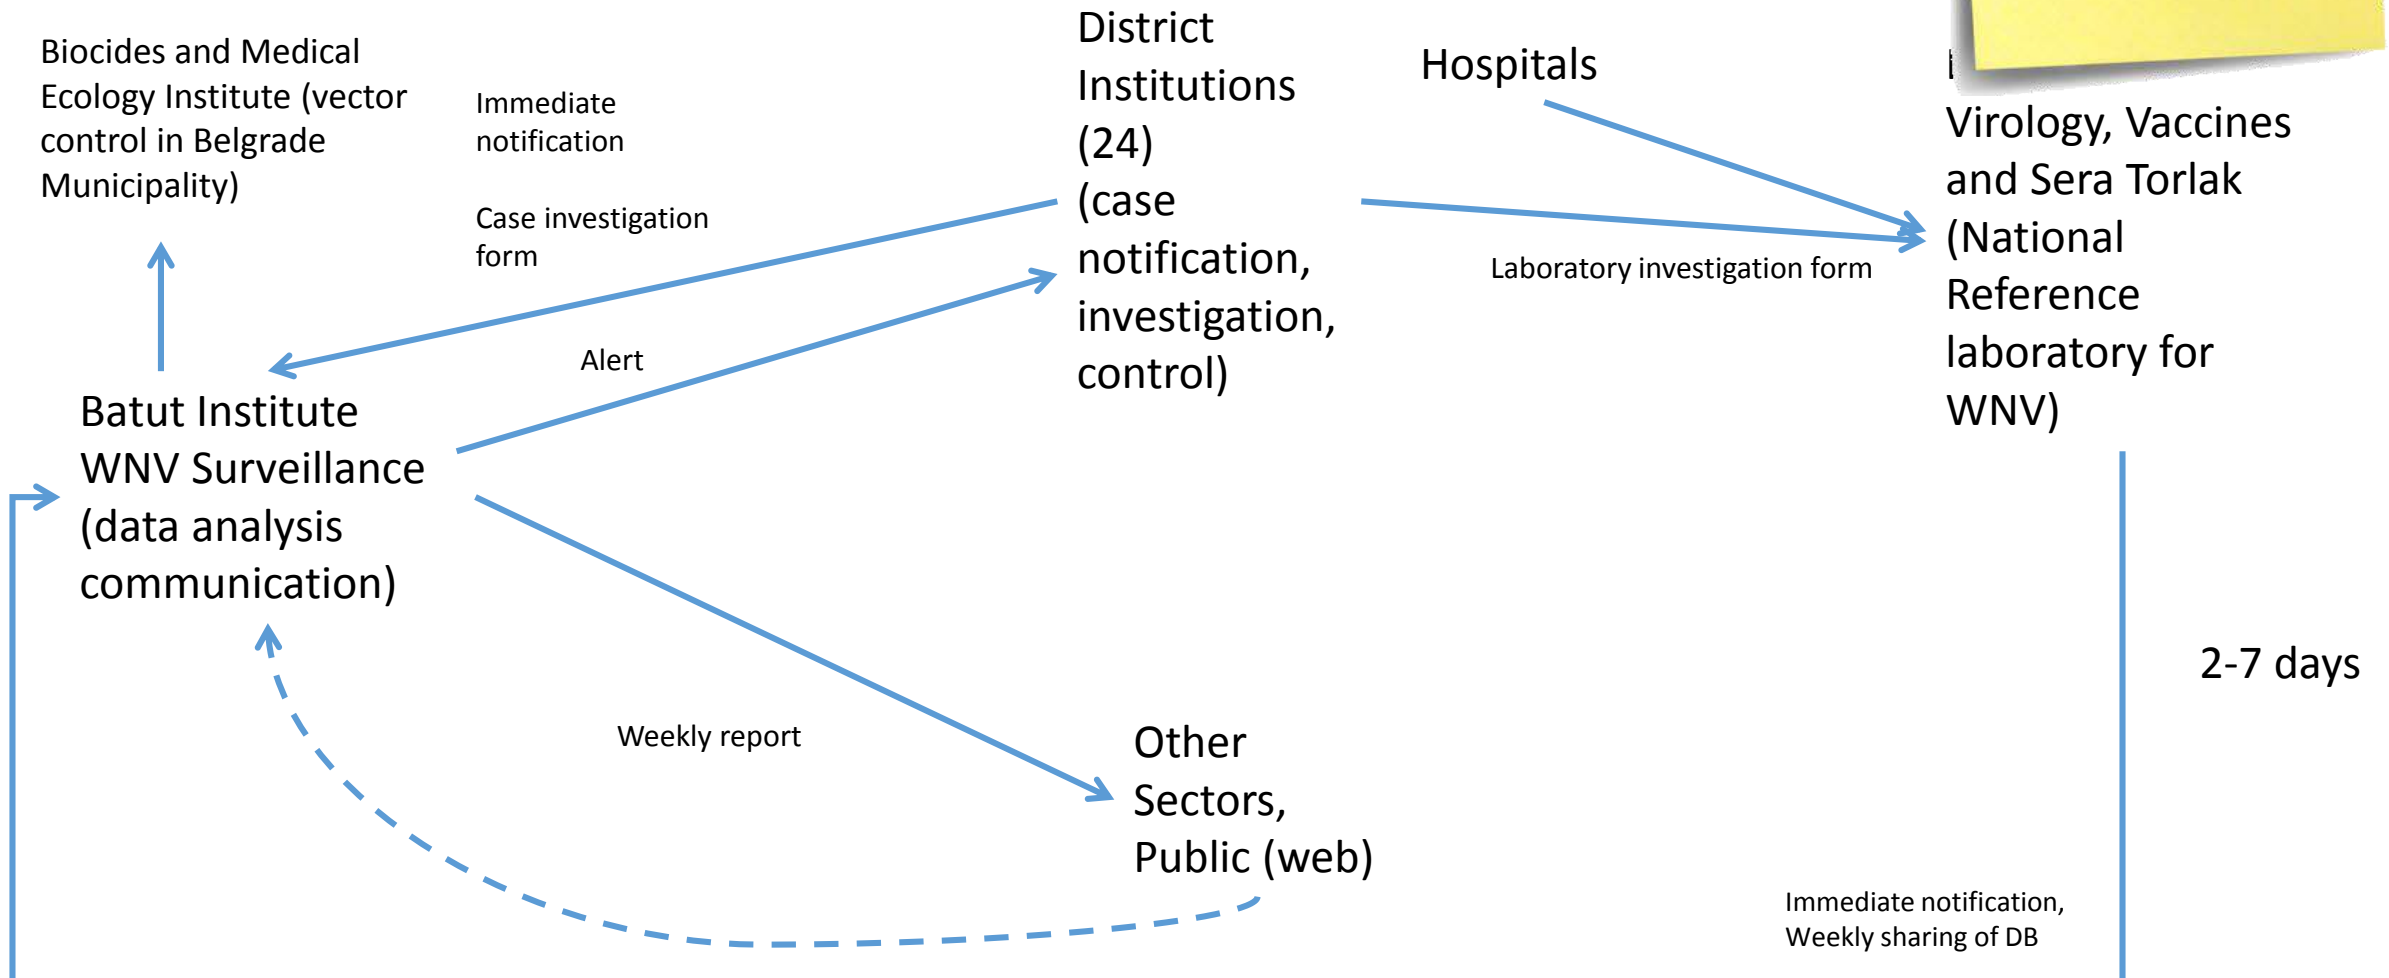 Biocides and Medical
Ecology Institute (vector
control in Belgrade
Municipality)
Immediate
notification
Case investigation
form
District
Institutions
(24)
(case
notification,
investigation,
control)
Hospitals
Virology, Vaccines
and Sera Torlak
(National
Reference
laboratory for
WNV)
Laboratory investigation form
Alert
Batut Institute
WNV Surveillance
(data analysis
communication)
2-7 days
Weekly report
Other
Sectors,
Public (web)
Immediate notification,
Weekly sharing of DB